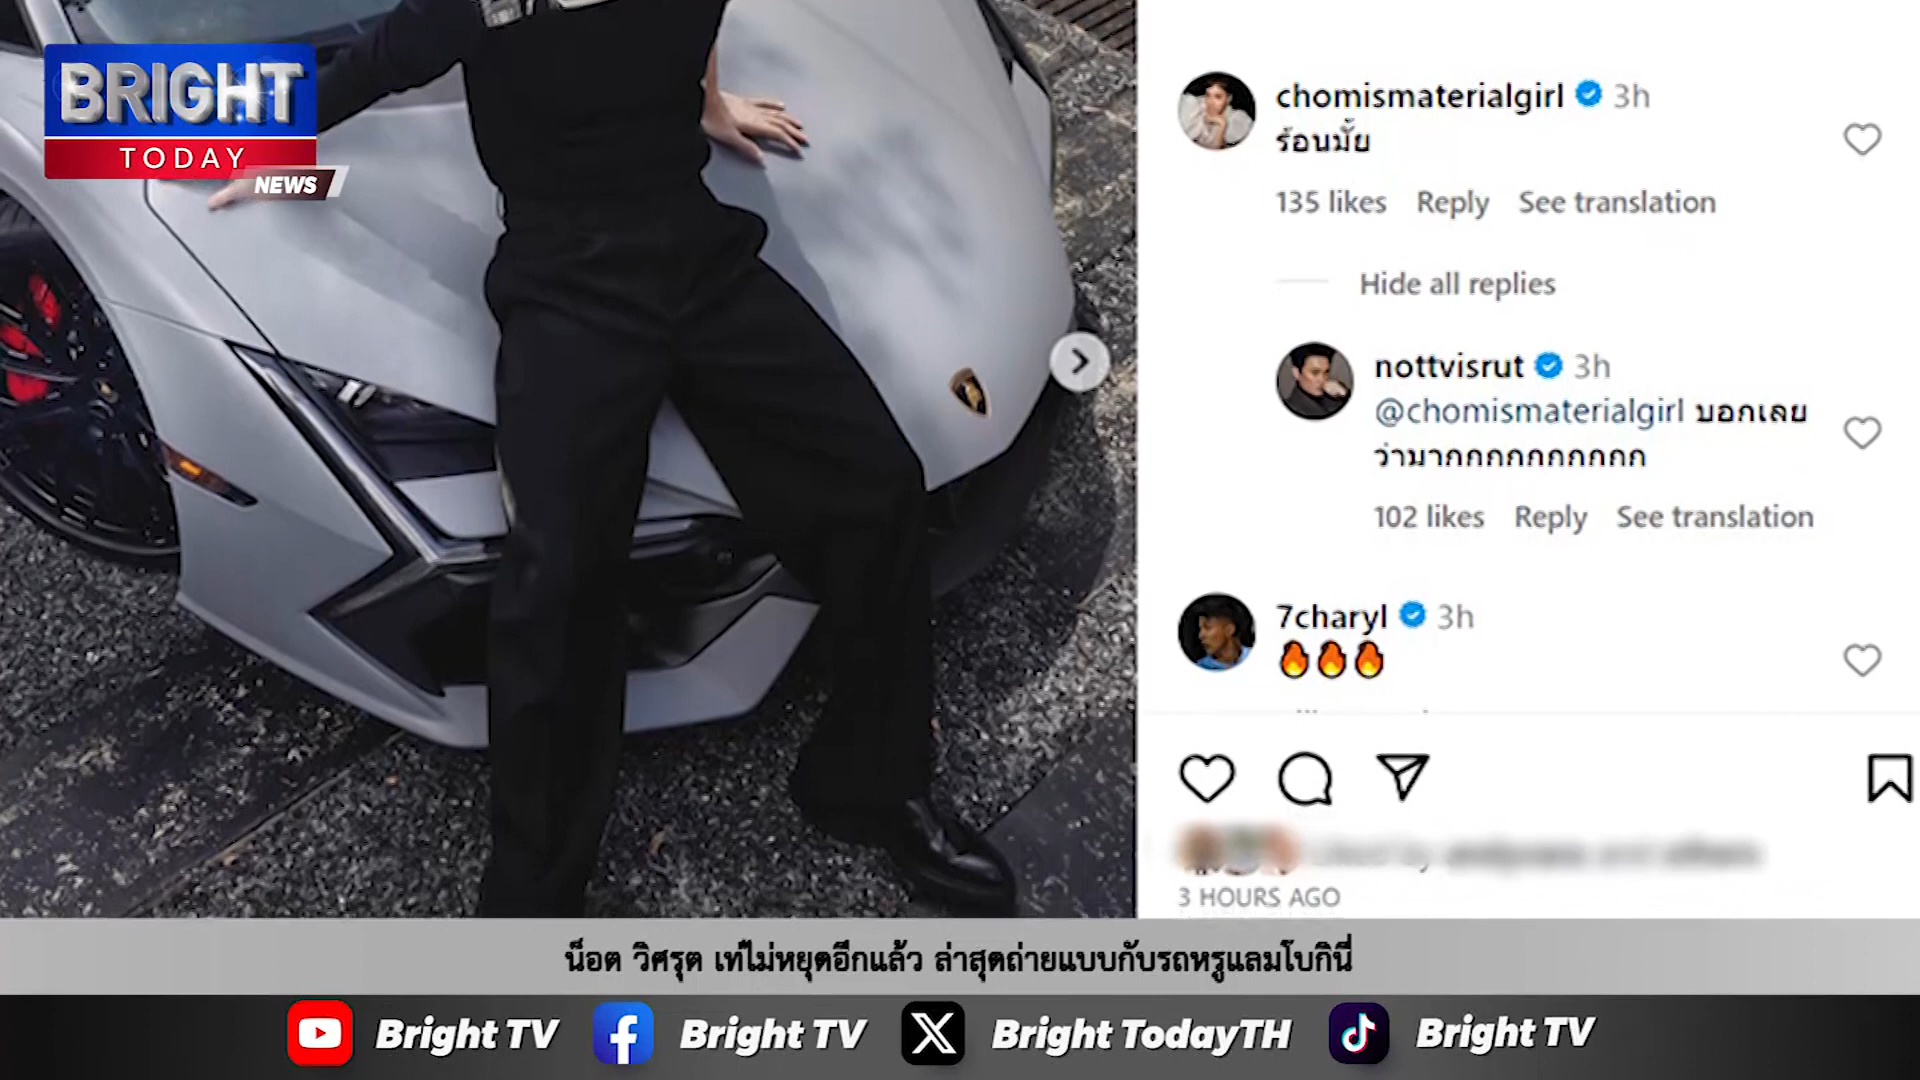 BRIGHT
TODAY
NEWS
chomismaterialgirl 3h
ร้อนมั้ย
135 likes Reply See translation
Hide all replies
nottvisrut 3h
@chomismaterialgirl บอกเลย
ว่ามากกกกกกกกกก
102 likes Reply See translation
7charyl 3h
🔥🔥🔥
3 HOURS AGO
น็อต วิศรุต เท่ไม่หยุดอีกแล้ว ล่าสุดถ่ายแบบกับรถหรูแลมโบกินี่
Bright TV Bright TV Bright TodayTH Bright TV